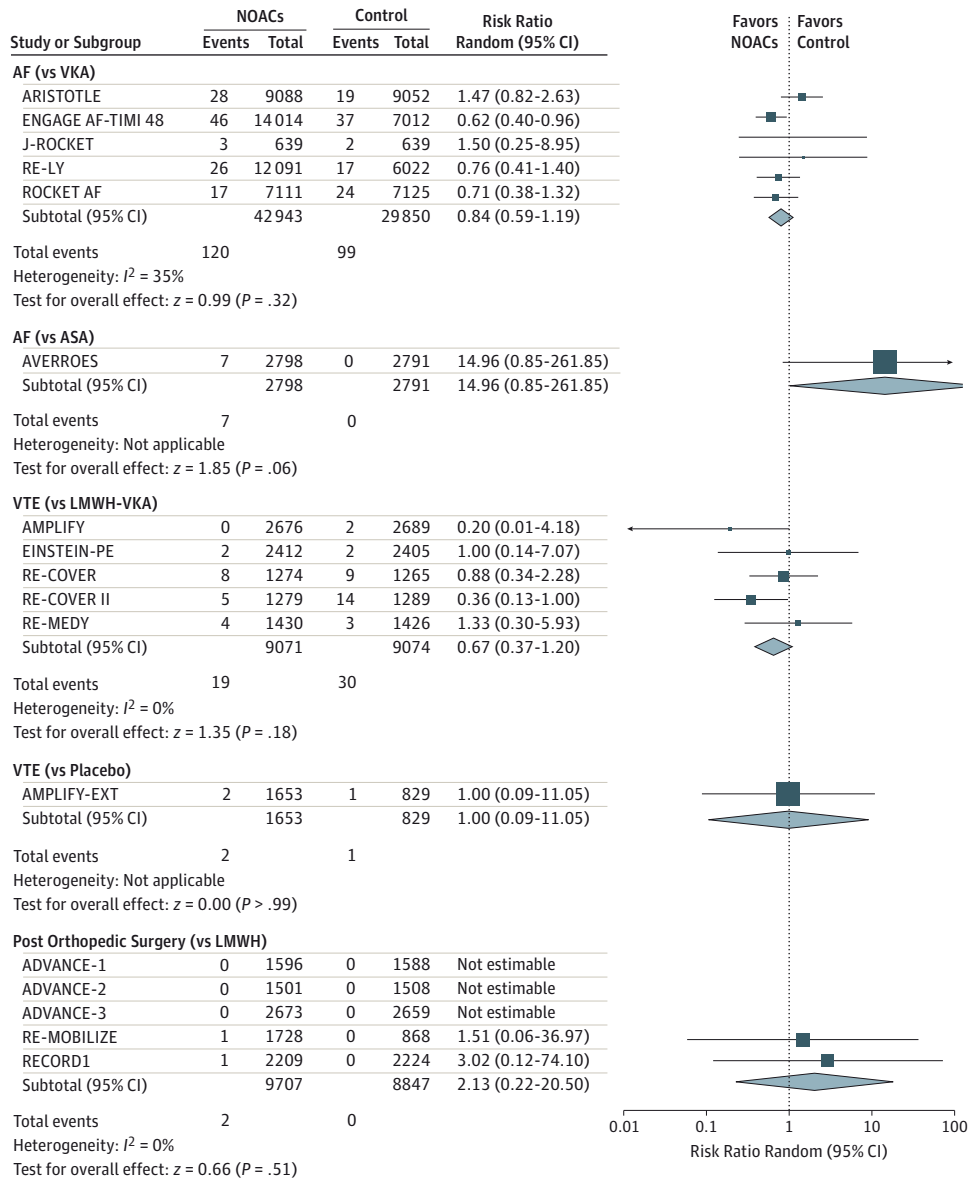 NOACs Control Risk Ratio Favors Favors
Study or Subgroup Events Total Events Total Random (95% CI) NOACs Control
AF (vs VKA)
ARISTOTLE 28 9088 19 9052 1.47 (0.82-2.63)
ENGAGE AF-TIMI 48 46 14 014 37 7012 0.62 (0.40-0.96)
J-ROCKET 3 639 2 639 1.50 (0.25-8.95)
RE-LY 26 12 091 17 6022 0.76 (0.41-1.40)
ROCKET AF 17 7111 24 7125 0.71 (0.38-1.32)
Subtotal (95% CI) 42 943 29 850 0.84 (0.59-1.19)
Total events 120 99
Heterogeneity: I2 = 35%
Test for overall effect: z = 0.99 (P = .32)
AF (vs ASA)
AVERROES 7 2798 0 2791 14.96 (0.85-261.85)
Subtotal (95% CI) 2798 2791 14.96 (0.85-261.85)
Total events 7 0
Heterogeneity: Not applicable
Test for overall effect: z = 1.85 (P = .06)
VTE (vs LMWH-VKA)
AMPLIFY 0 2676 2 2689 0.20 (0.01-4.18)
EINSTEIN-PE 2 2412 2 2405 1.00 (0.14-7.07)
RE-COVER 8 1274 9 1265 0.88 (0.34-2.28)
RE-COVER II 5 1279 14 1289 0.36 (0.13-1.00)
RE-MEDY 4 1430 3 1426 1.33 (0.30-5.93)
Subtotal (95% CI) 9071 9074 0.67 (0.37-1.20)
Total events 19 30
Heterogeneity: I2 = 0%
Test for overall effect: z = 1.35 (P = .18)
VTE (vs Placebo)
AMPLIFY-EXT 2 1653 1 829 1.00 (0.09-11.05)
Subtotal (95% CI) 1653 829 1.00 (0.09-11.05)
Total events 2 1
Heterogeneity: Not applicable
Test for overall effect: z = 0.00 (P > .99)
Post Orthopedic Surgery (vs LMWH)
ADVANCE-1 0 1596 0 1588 Not estimable
ADVANCE-2 0 1501 0 1508 Not estimable
ADVANCE-3 0 2673 0 2659 Not estimable
RE-MOBILIZE 1 1728 0 868 1.51 (0.06-36.97)
RECORD1 1 2209 0 2224 3.02 (0.12-74.10)
Subtotal (95% CI) 9707 8847 2.13 (0.22-20.50)
Total events 2 0
Heterogeneity: I2 = 0%
Test for overall effect: z = 0.66 (P = .51)
0.01 0.1 1 10 100
Risk Ratio Random (95% CI)